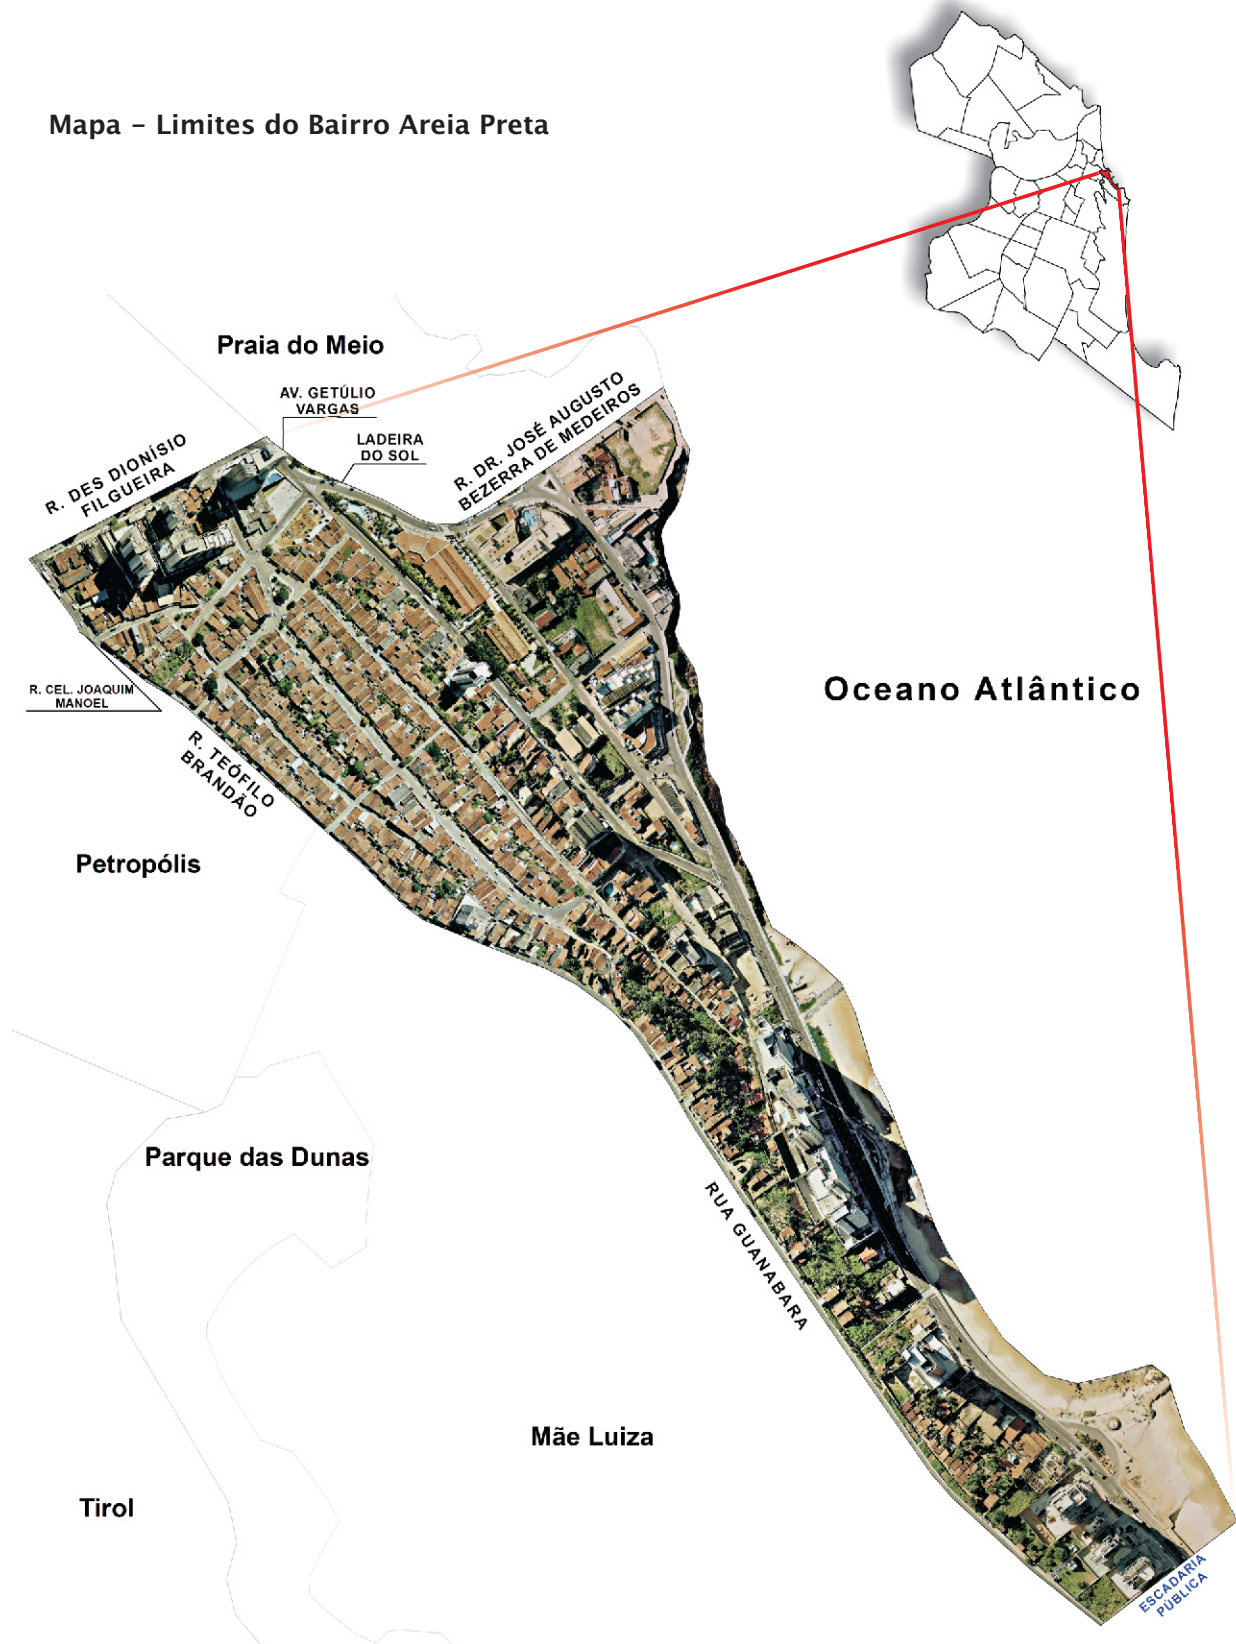 Mapa – Limites do Bairro Areia Preta
Praia do Meio
AV. GETÚLIO
VARGAS
LADEIRA
DO SOL
R. DR. JOSÉ AUGUSTO
BEZERRA DE MEDEIROS
R. DES DIONÍSIO
FILGUEIRA
R. CEL. JOAQUIM
MANOEL
Oceano Atlântico
R. TEÓFILO
BRANDÃO
Petropólis
Parque das Dunas
RUA GUANABARA
Mãe Luiza
Tirol
ESCADARIA
PÚBLICA